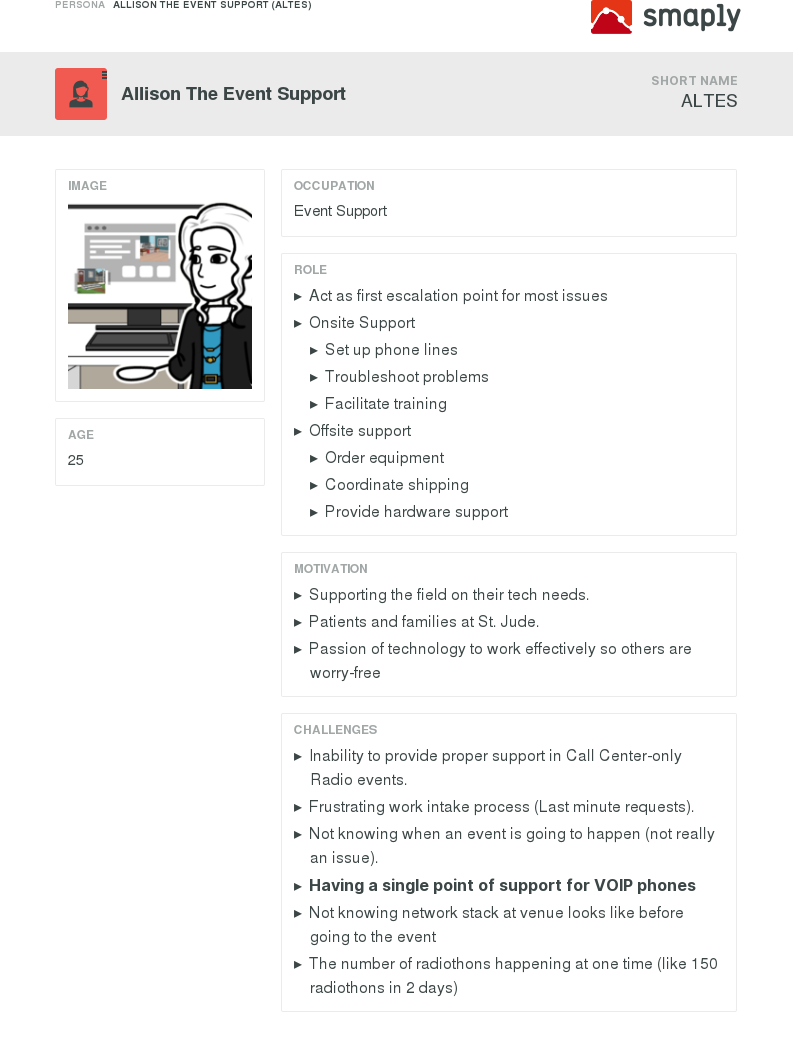 PERSONA ALLISON THE EVENT SUPPORT (ALTES)
smaply
Allison The Event Support
SHORT NAME
ALTES
IMAGE
AGE
25
OCCUPATION
Event Support
ROLE
▸ Act as first escalation point for most issues
▸ Onsite Support
▸ Set up phone lines
▸ Troubleshoot problems
▸ Facilitate training
▸ Offsite support
▸ Order equipment
▸ Coordinate shipping
▸ Provide hardware support
MOTIVATION
▸ Supporting the field on their tech needs.
▸ Patients and families at St. Jude.
▸ Passion of technology to work effectively so others are
worry-free
CHALLENGES
▸ Inability to provide proper support in Call Center-only
Radio events.
▸ Frustrating work intake process (Last minute requests).
▸ Not knowing when an event is going to happen (not really
an issue).
▸ Having a single point of support for VOIP phones
▸ Not knowing network stack at venue looks like before
going to the event
▸ The number of radiothons happening at one time (like 150
radiothons in 2 days)